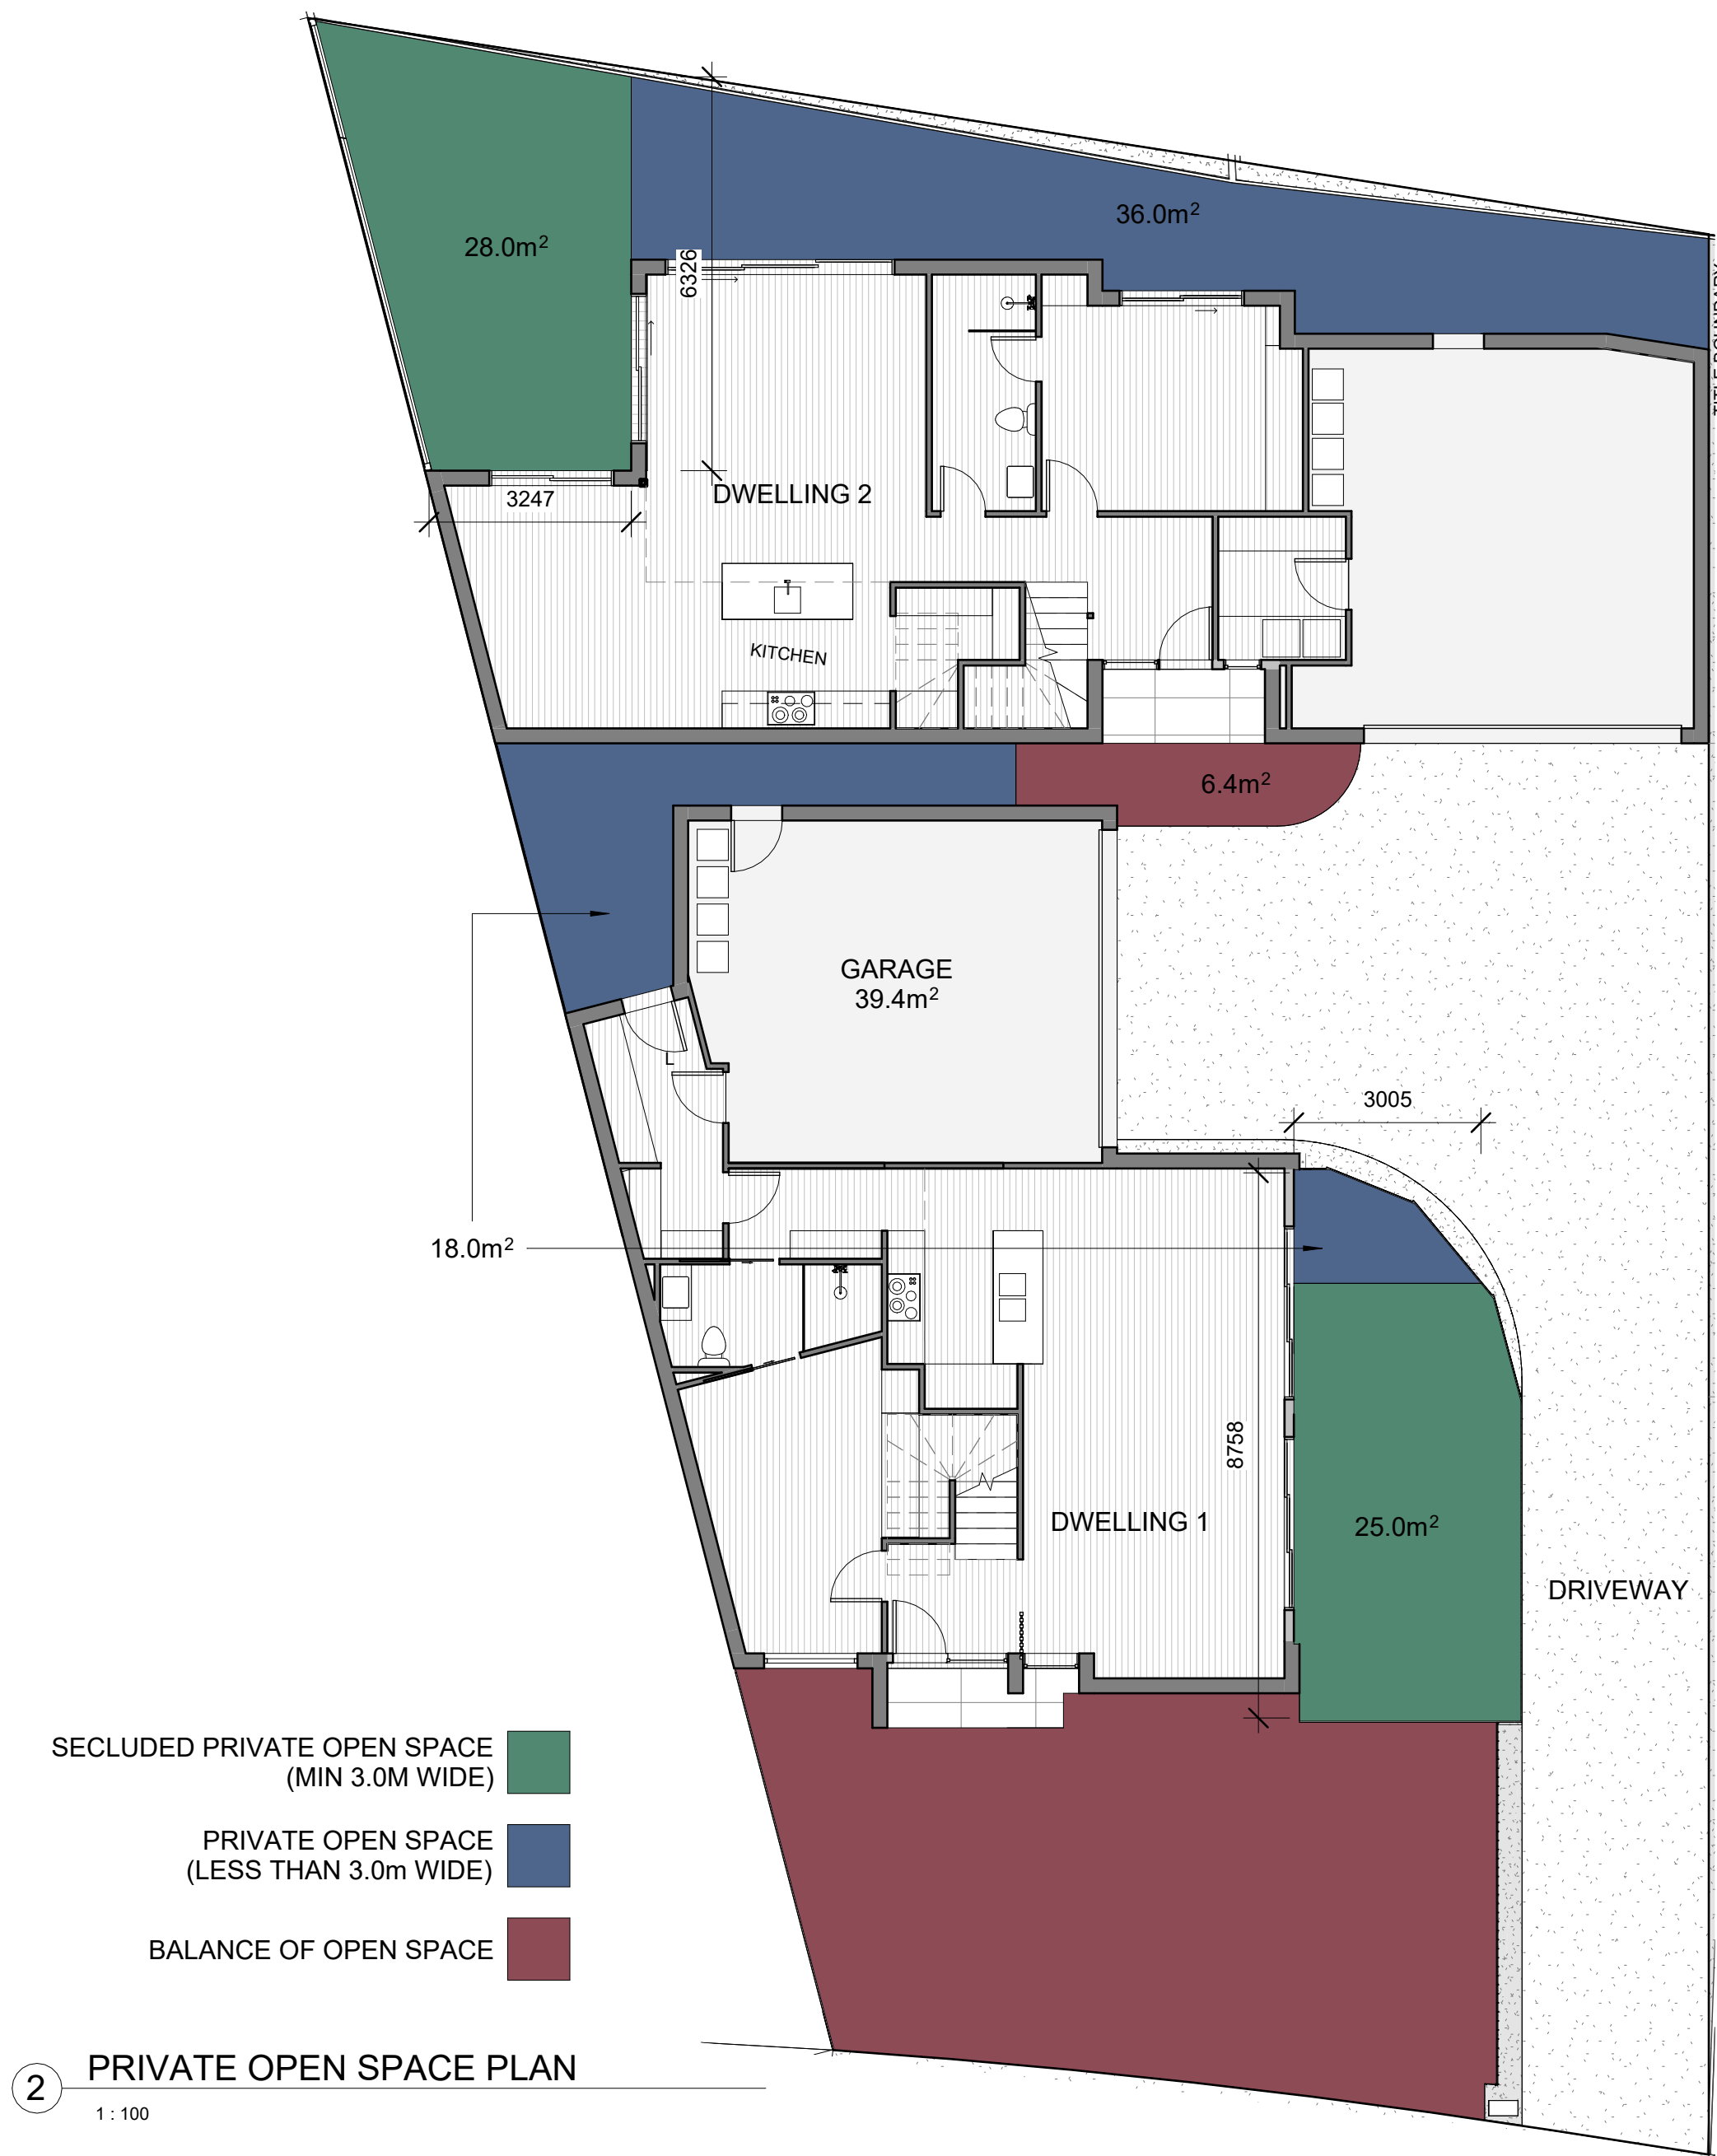 36.0m²
28.0m²
6326
TITLE BOUNDARY
3247
DWELLING 2
KITCHEN
6.4m²
GARAGE
39.4m²
L
3005
18.0m²
8758
DWELLING 1
25.0m²
DRIVEWAY
SECLUDED PRIVATE OPEN SPACE
(MIN 3.0M WIDE)
PRIVATE OPEN SPACE
(LESS THAN 3.0m WIDE)
BALANCE OF OPEN SPACE
2 PRIVATE OPEN SPACE PLAN
1 : 100